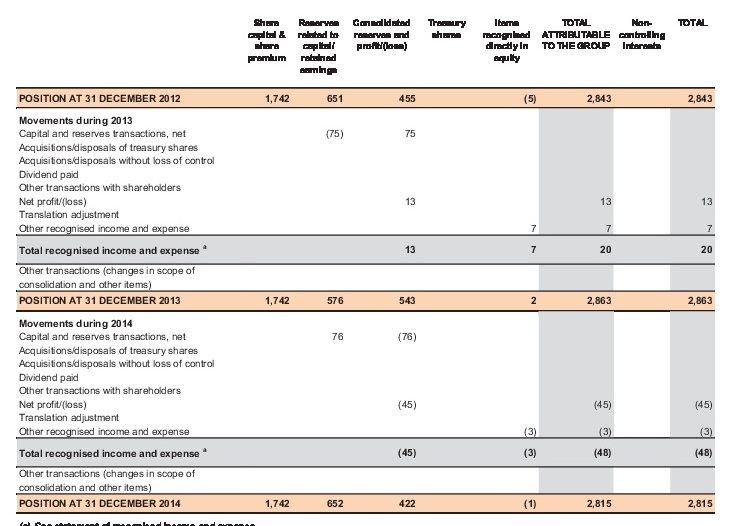 Share capital & share premium Reserves related to capital/ retained earnings Consolidated reserves and profit/(loss) Treasury shares Items recognised directly in equity TOTAL ATTRIBUTABLE TO THE GROUP Non-controlling interests TOTAL
POSITION AT 31 DECEMBER 2012 1,742 651 455 (5) 2,843 2,843
Movements during 2013
Capital and reserves transactions, net (75) 75
Acquisitions/disposals of treasury shares
Acquisitions/disposals without loss of control
Dividend paid
Other transactions with shareholders
Net profit/(loss) 13 13 13
Translation adjustment
Other recognised income and expense 7 7 7
Total recognised income and expense a 13 7 20 20
Other transactions (changes in scope of
consolidation and other items)
POSITION AT 31 DECEMBER 2013 1,742 576 543 2 2,863 2,863
Movements during 2014
Capital and reserves transactions, net 76 (76)
Acquisitions/disposals of treasury shares
Acquisitions/disposals without loss of control
Dividend paid
Other transactions with shareholders
Net profit/(loss) (45) (45) (45)
Translation adjustment
Other recognised income and expense (3) (3) (3)
Total recognised income and expense a (45) (3) (48) (48)
Other transactions (changes in scope of
consolidation and other items)
POSITION AT 31 DECEMBER 2014 1,742 652 422 (1) 2,815 2,815
(a) See statement of recognised income and expense